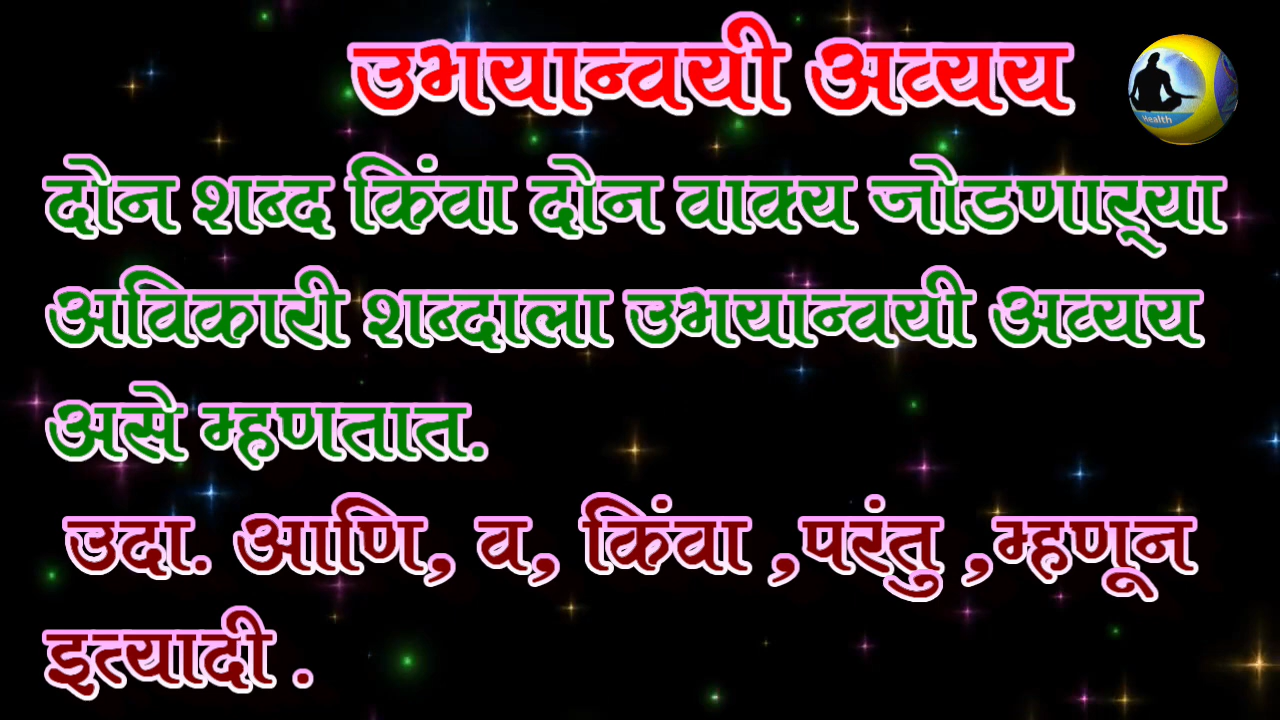 उभयान्वयी अव्यय
Health
दोन शब्द किंवा दोन वाक्य जोडणाऱ्या
अविकारी शब्दाला उभयान्वयी अव्यय
असे म्हणतात.
उदा. आणि, व, किंवा ,परंतु ,म्हणून
इत्यादी .